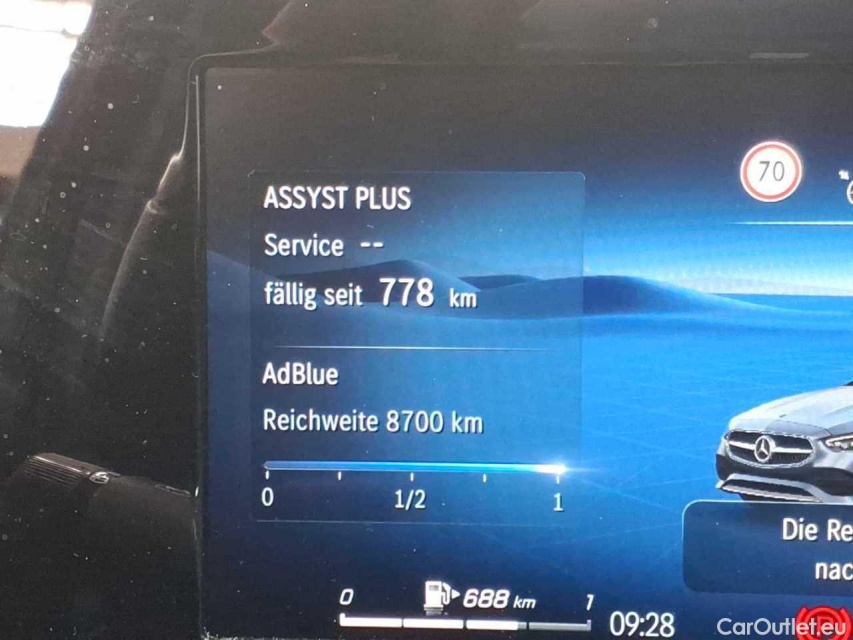 70
ASSYST PLUS
Service --
fällig seit 778 km
AdBlue
Reichweite 8700 km
0 1/2 1
Die Re
nac
0 688 km 1
09:28
CarOutlet.eu